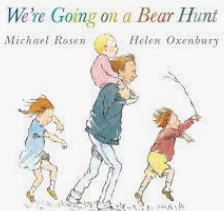 We're Going on a Bear Hunt
Michael Rosen Helen Oxenbury